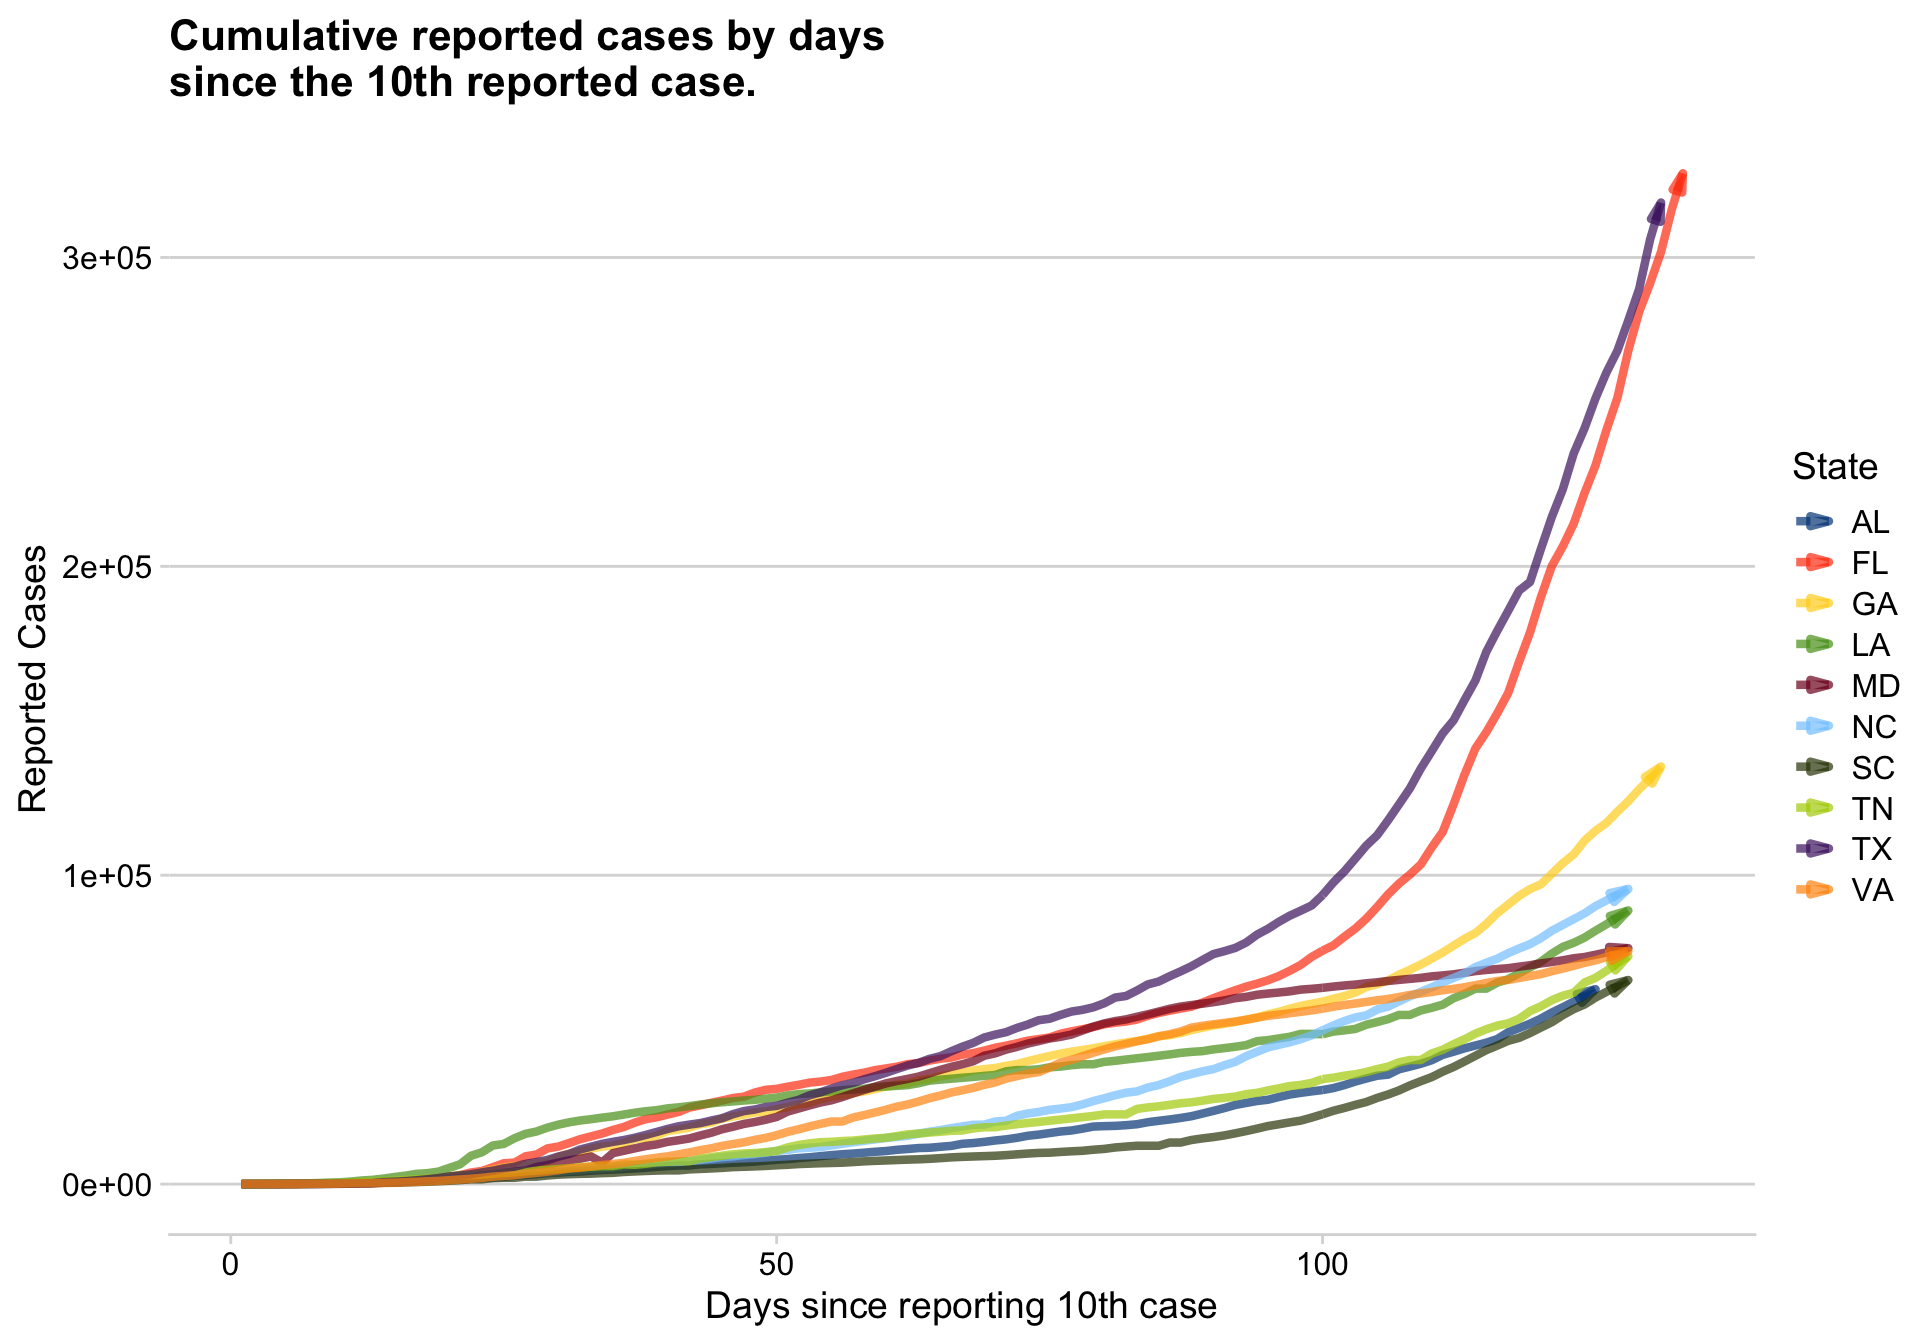 Cumulative reported cases by days
since the 10th reported case.
3e+05
2e+05
1e+05
0e+00
Reported Cases
0
50
100
Days since reporting 10th case
State
AL
FL
GA
LA
MD
NC
SC
TN
TX
VA